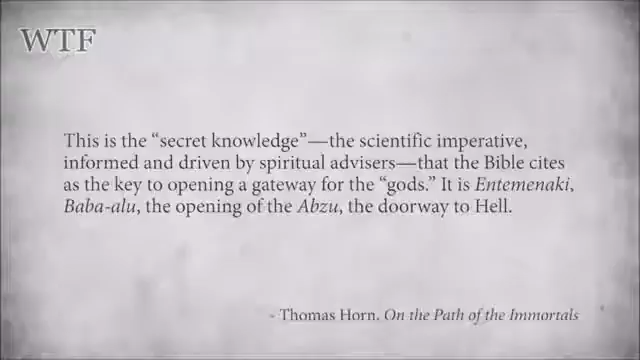 WTF
This is the “secret knowledge”—the scientific imperative,
informed and driven by spiritual advisers—that the Bible cites
as the key to opening a gateway for the “gods.” It is Entemenaki,
Baba-alu, the opening of the Abzu, the doorway to Hell.
- Thomas Horn. On the Path of the Immortals